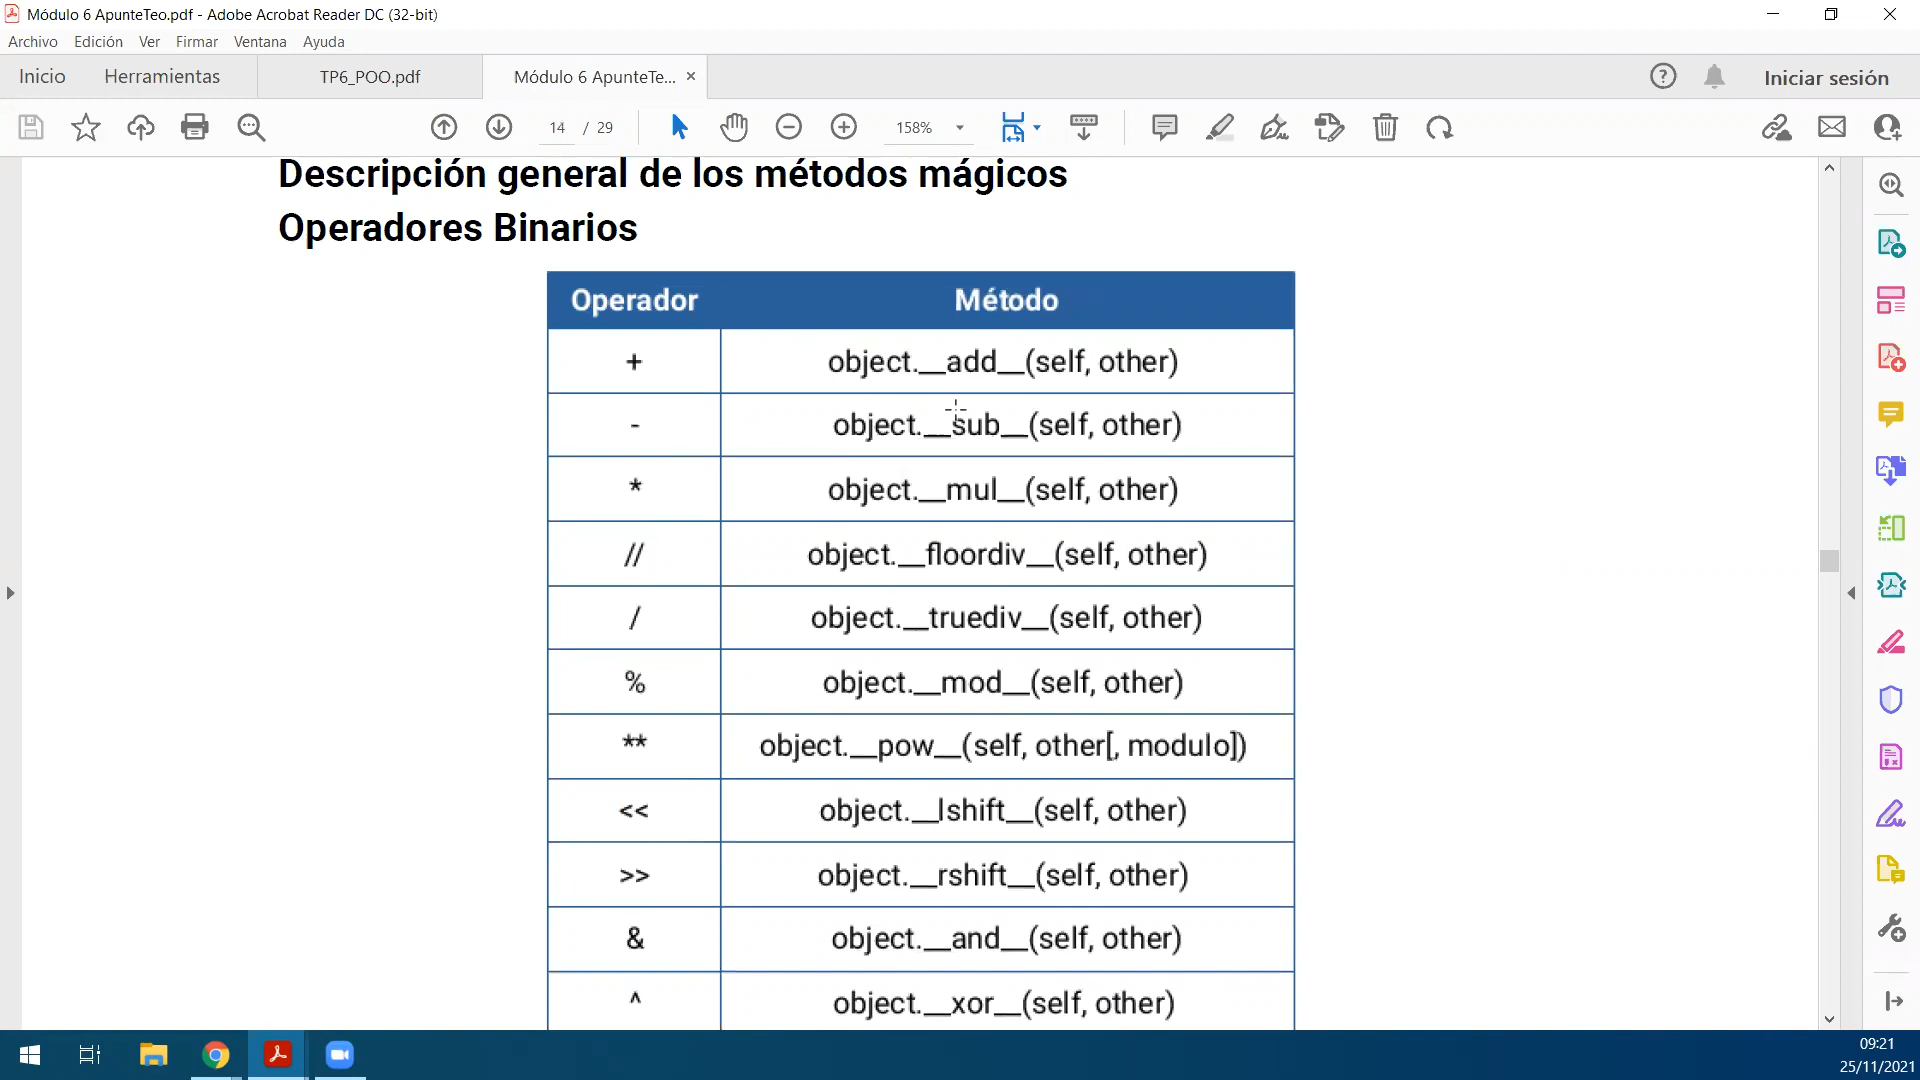 Módulo 6 ApunteTeo.pdf - Adobe Acrobat Reader DC (32-bit)
Archivo Edición Ver Firmar Ventana Ayuda
Inicio Herramientas TP6_POO.pdf Módulo 6 ApunteTe... × Iniciar sesión
14 / 29 158%
Descripción general de los métodos mágicos
Operadores Binarios
Operador Método
+ object.__add__(self, other)
- object.__sub__(self, other)
* object.__mul__(self, other)
// object.__floordiv__(self, other)
/ object.__truediv__(self, other)
% object.__mod__(self, other)
** object.__pow__(self, other[, modulo])
<< object.__lshift__(self, other)
>> object.__rshift__(self, other)
& object.__and__(self, other)
^ object.__xor__(self, other)
09:21
25/11/2021